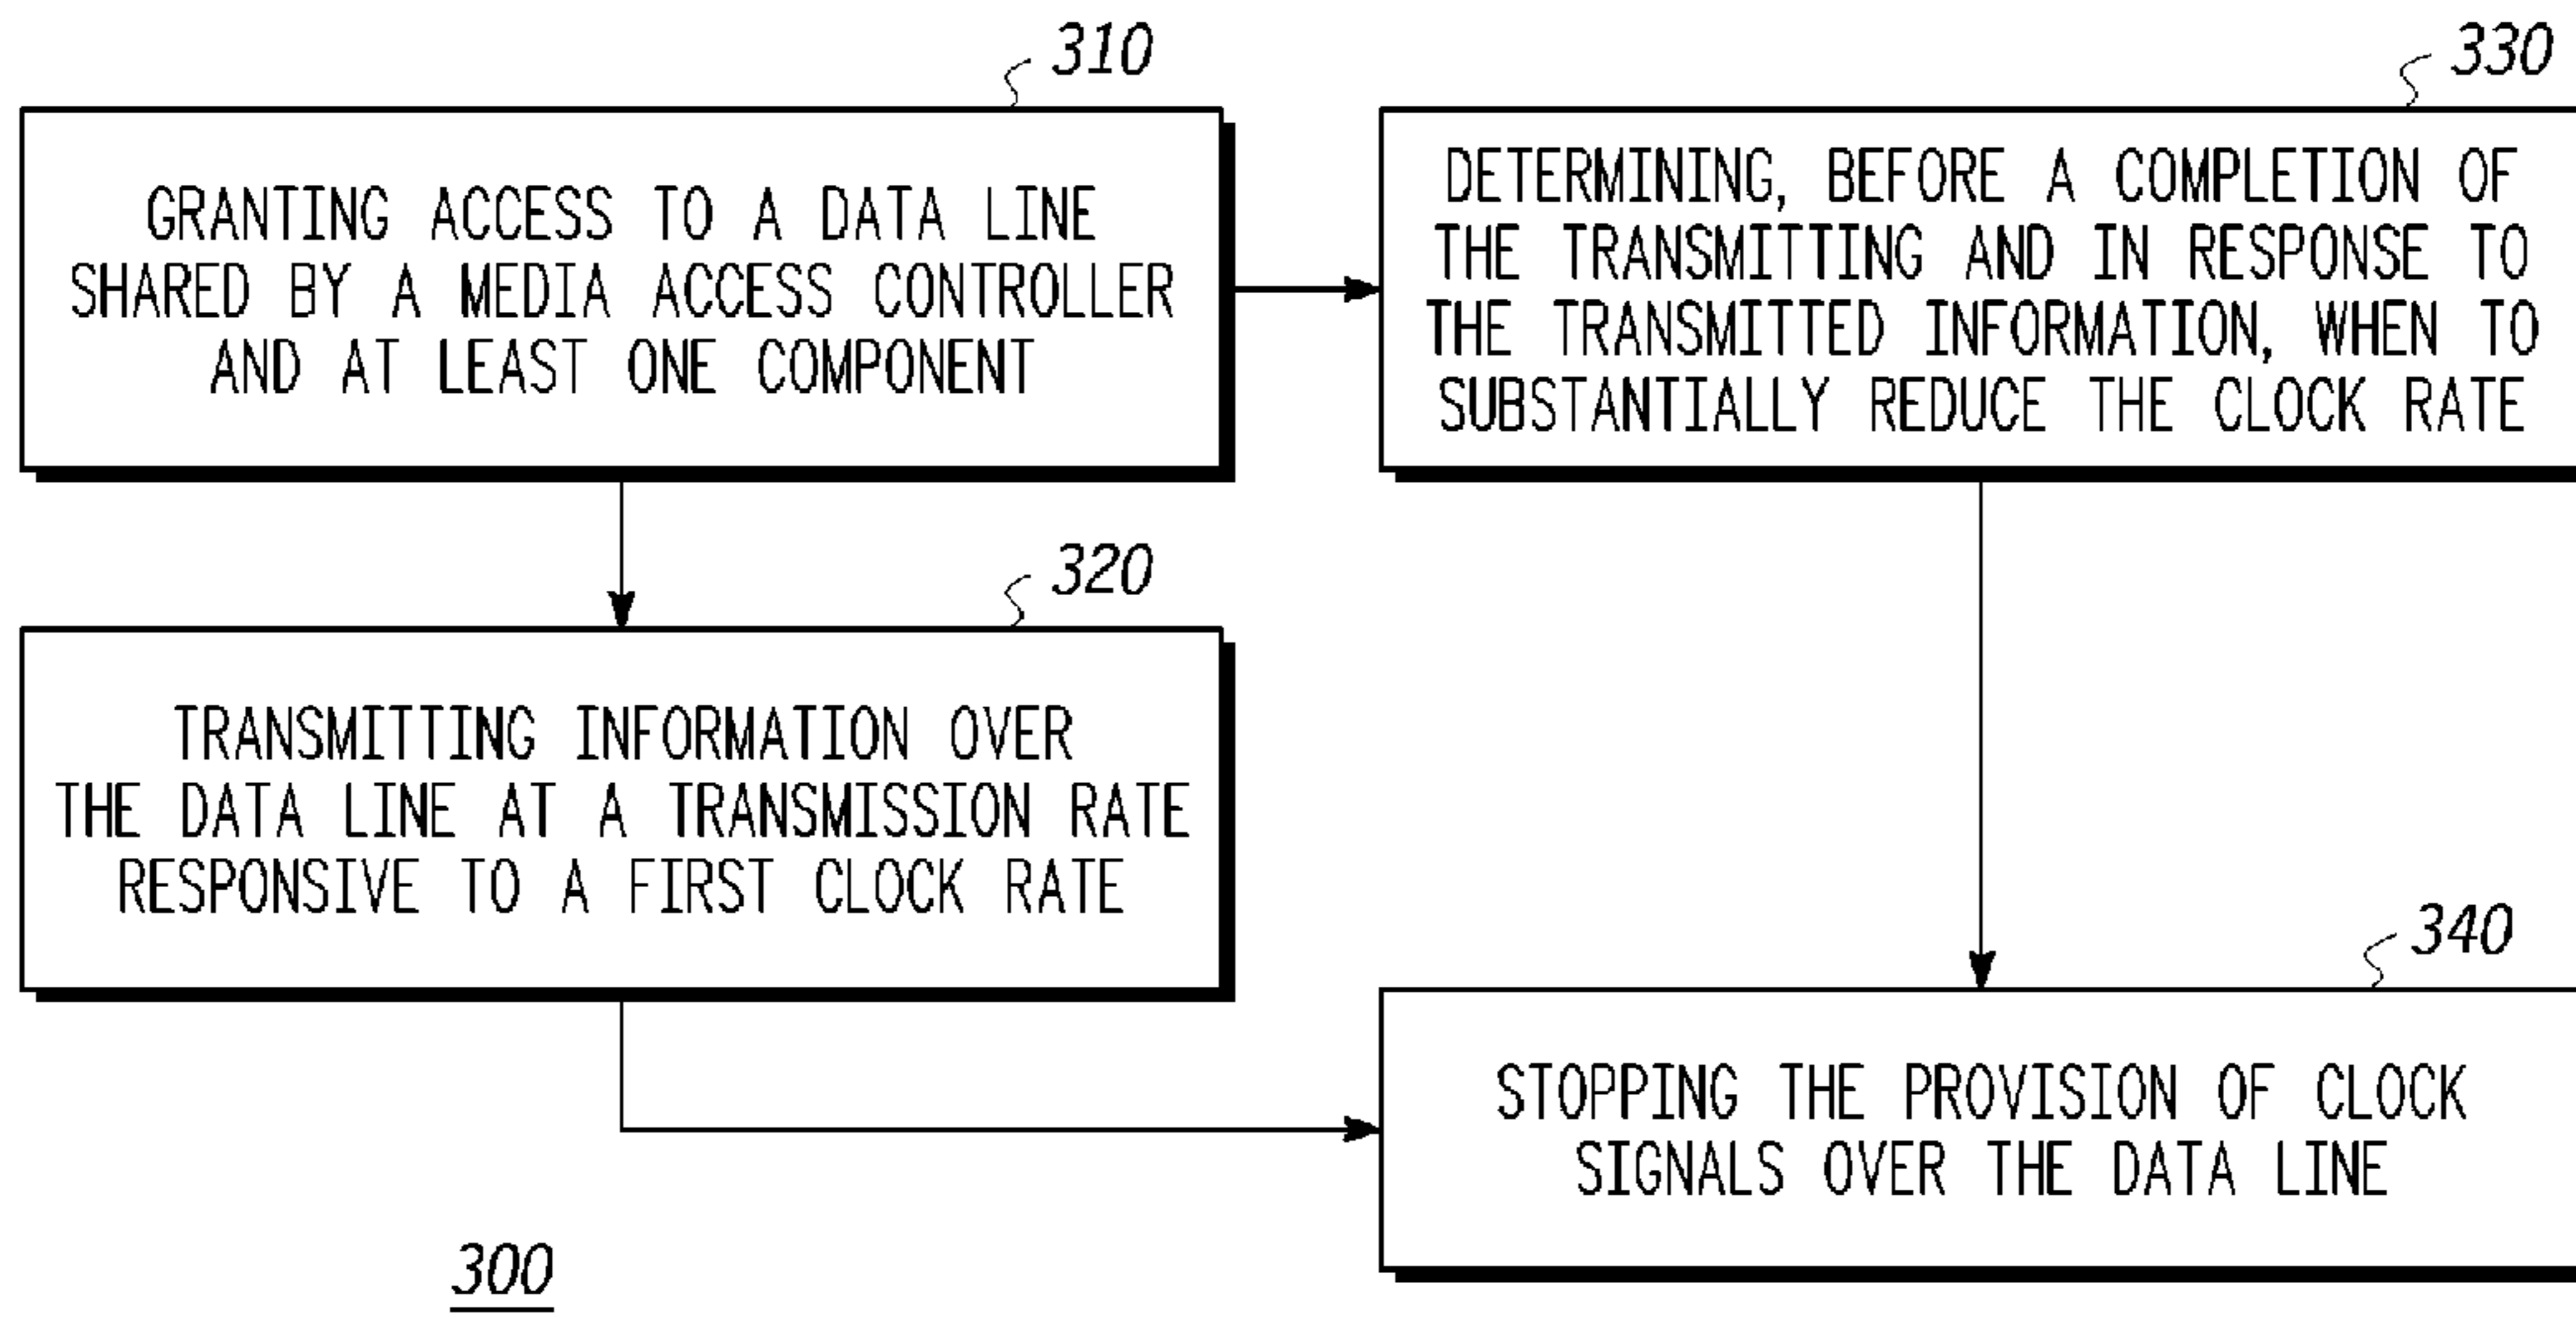 310
GRANTING ACCESS TO A DATA LINE
SHARED BY A MEDIA ACCESS CONTROLLER
AND AT LEAST ONE COMPONENT
330
DETERMINING, BEFORE A COMPLETION OF
THE TRANSMITTING AND IN RESPONSE TO
THE TRANSMITTED INFORMATION, WHEN TO
SUBSTANTIALLY REDUCE THE CLOCK RATE
320
TRANSMITTING INFORMATION OVER
THE DATA LINE AT A TRANSMISSION RATE
RESPONSIVE TO A FIRST CLOCK RATE
340
STOPPING THE PROVISION OF CLOCK
SIGNALS OVER THE DATA LINE
300